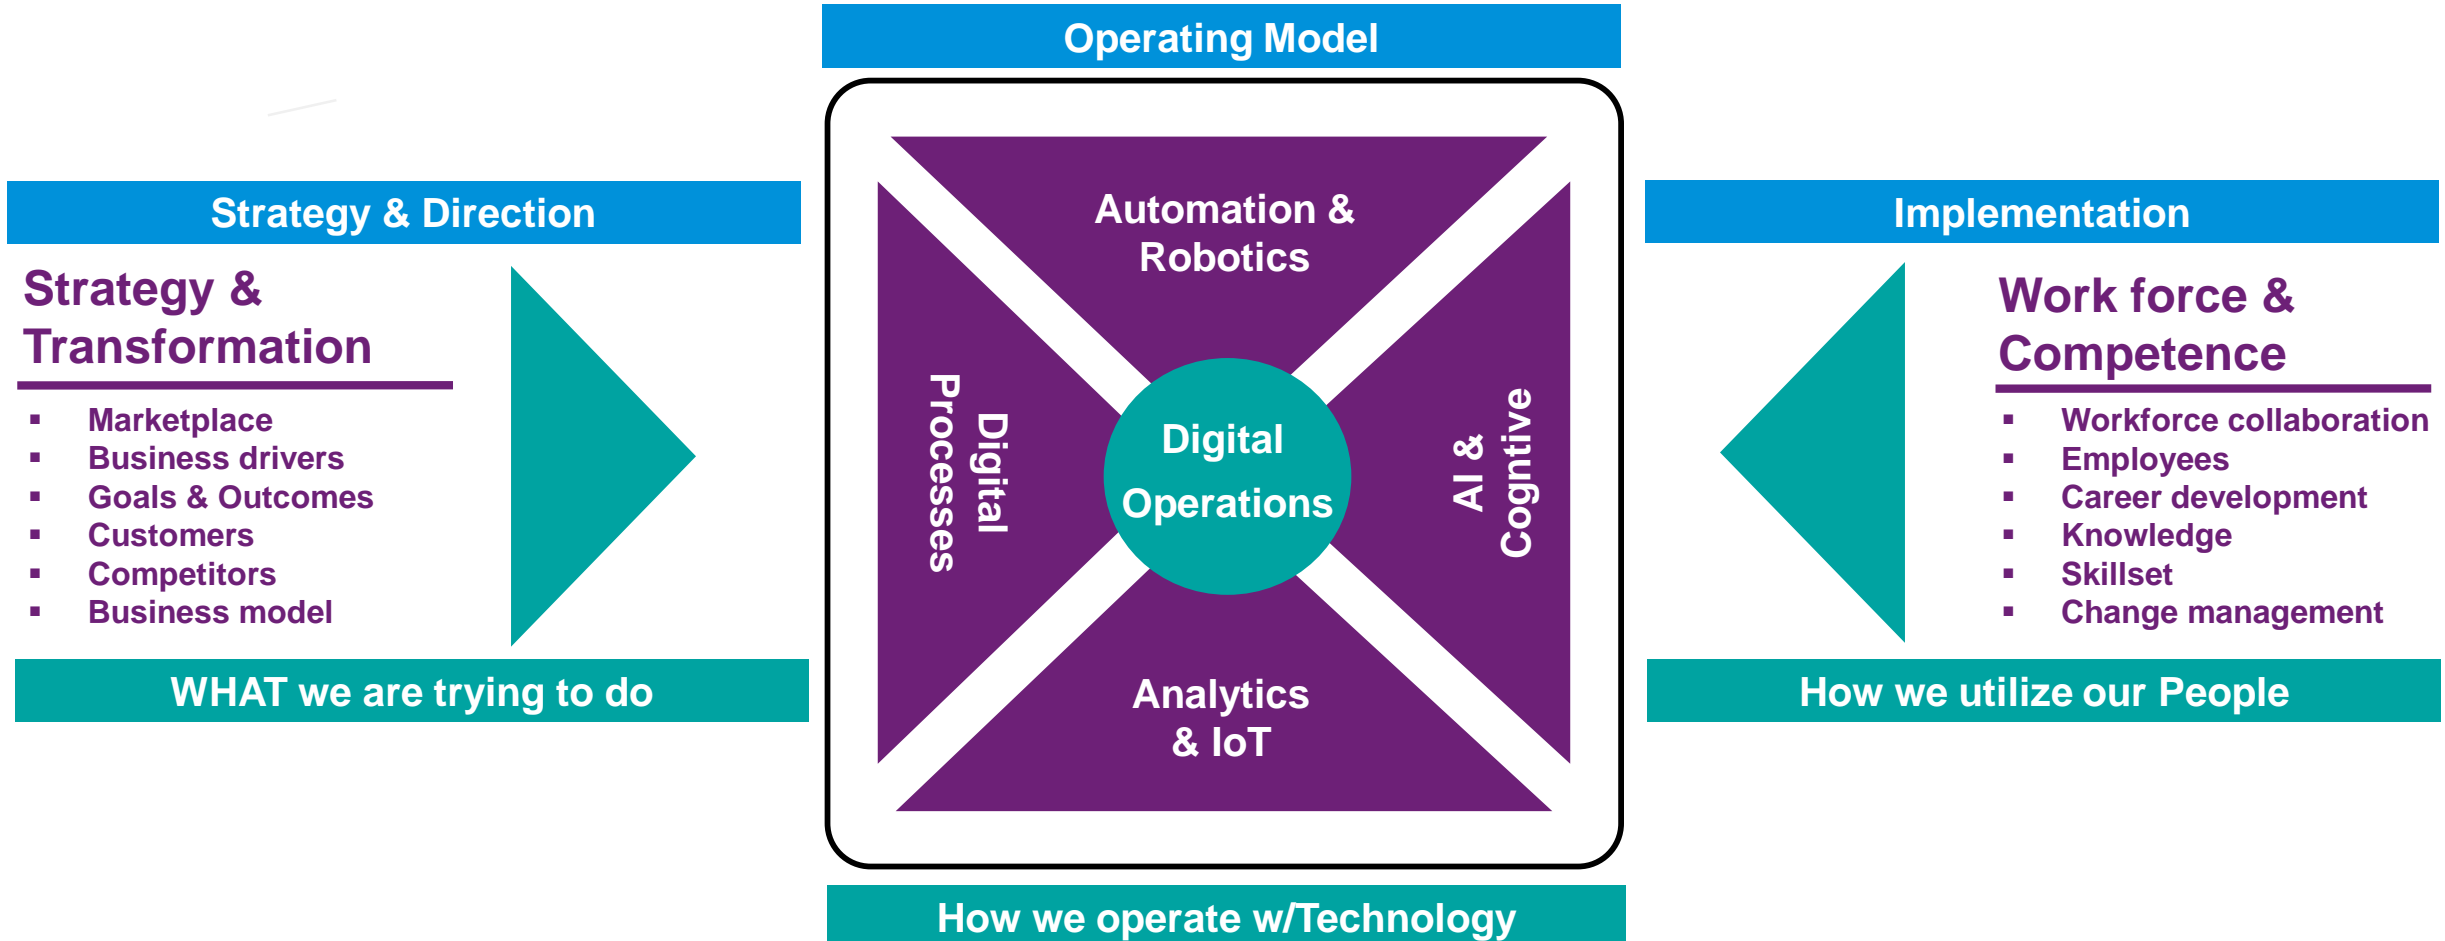 Operating Model
Strategy & Direction
Strategy &
Transformation
▪ Marketplace
▪ Business drivers
▪ Goals & Outcomes
▪ Customers
▪ Competitors
▪ Business model
WHAT we are trying to do
Automation &
Robotics
Digital
Processes
Digital
Operations
AI &
Cogntive
Analytics
& IoT
How we operate w/Technology
Implementation
Work force &
Competence
▪ Workforce collaboration
▪ Employees
▪ Career development
▪ Knowledge
▪ Skillset
▪ Change management
How we utilize our People